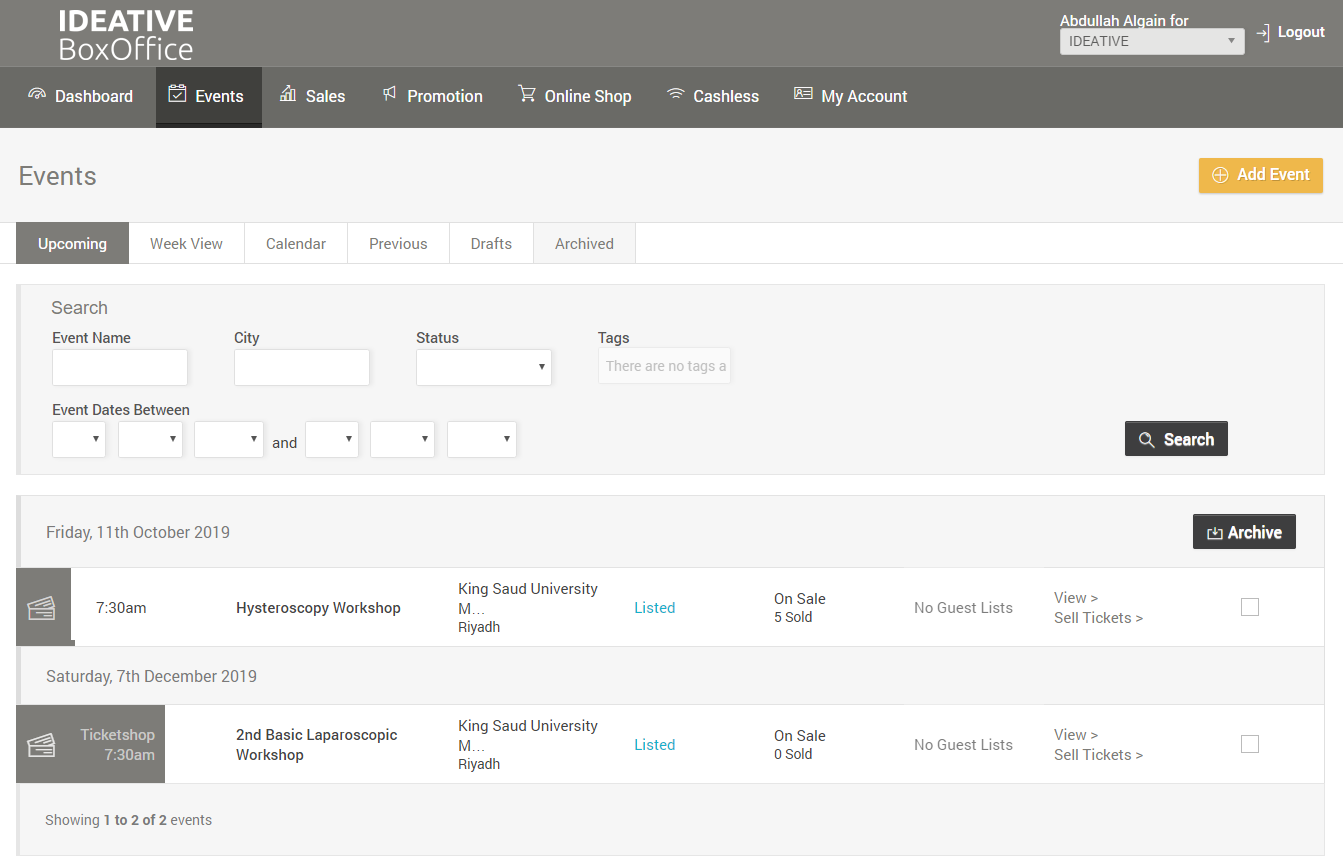 IDEATIVE
BoxOffice
Abdullah Algain for
IDEATIVE
Logout
Dashboard
Events
Sales
Promotion
Online Shop
Cashless
My Account
Events
Add Event
Upcoming
Week View
Calendar
Previous
Drafts
Archived
Search
Event Name
City
Status
Tags
There are no tags a
Event Dates Between
and
Search
Friday, 11th October 2019
Archive
7:30am
Hysteroscopy Workshop
King Saud University
M...
Riyadh
Listed
On Sale
5 Sold
No Guest Lists
View >
Sell Tickets >
Saturday, 7th December 2019
Ticketshop
7:30am
2nd Basic Laparoscopic
Workshop
King Saud University
M...
Riyadh
Listed
On Sale
0 Sold
No Guest Lists
View >
Sell Tickets >
Showing 1 to 2 of 2 events